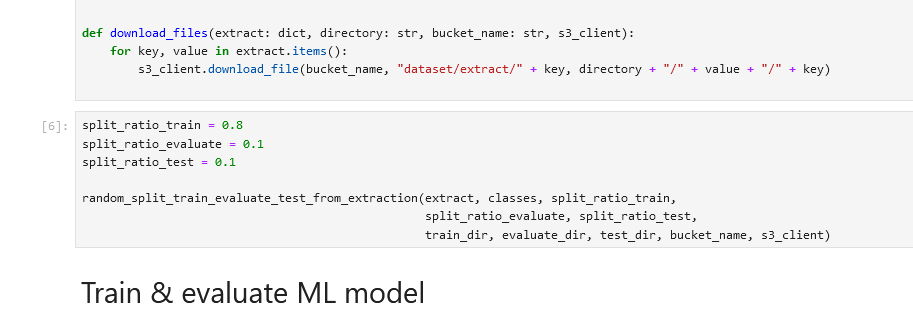 def download_files(extract: dict, directory: str, bucket_name: str, s3_client):
    for key, value in extract.items():
        s3_client.download_file(bucket_name, "dataset/extract/" + key, directory + "/" + value + "/" + key)
[6]:
split_ratio_train = 0.8
split_ratio_evaluate = 0.1
split_ratio_test = 0.1
random_split_train_evaluate_test_from_extraction(extract, classes, split_ratio_train,
                                                 split_ratio_evaluate, split_ratio_test,
                                                 train_dir, evaluate_dir, test_dir, bucket_name, s3_client)
Train & evaluate ML model